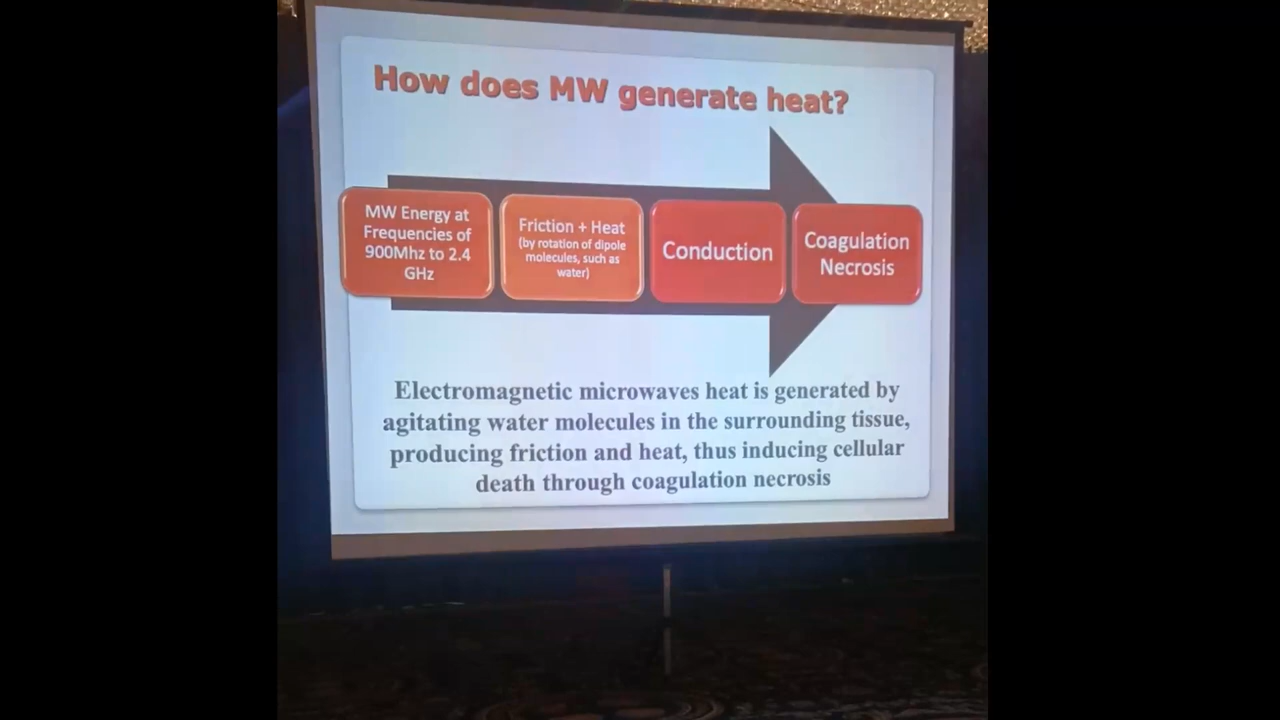 How does MW generate heat?
MW Energy at
Frequencies of
900Mhz to 2.4
GHz
Friction + Heat
(by rotation of dipole
molecules, such as
water)
Conduction
Coagulation
Necrosis
Electromagnetic microwaves heat is generated by
agitating water molecules in the surrounding tissue,
producing friction and heat, thus inducing cellular
death through coagulation necrosis